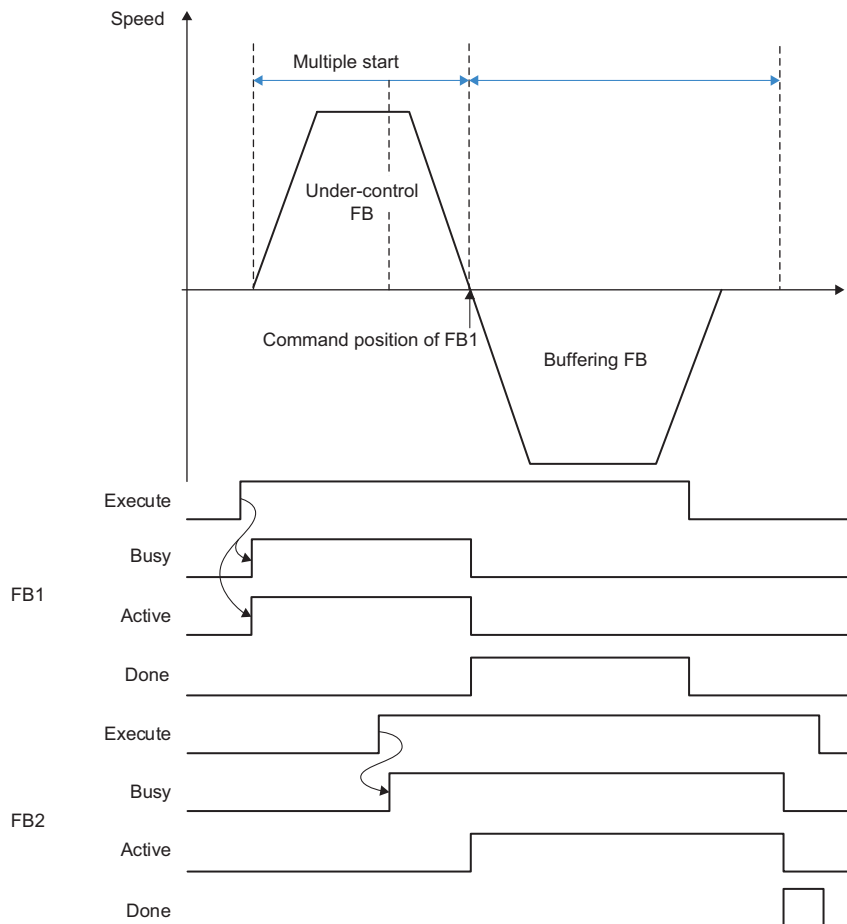 Speed
Multiple start
Under-control
FB
Command position of FB1
Buffering FB
Execute
Busy
FB1
Active
Done
Execute
Busy
FB2
Active
Done